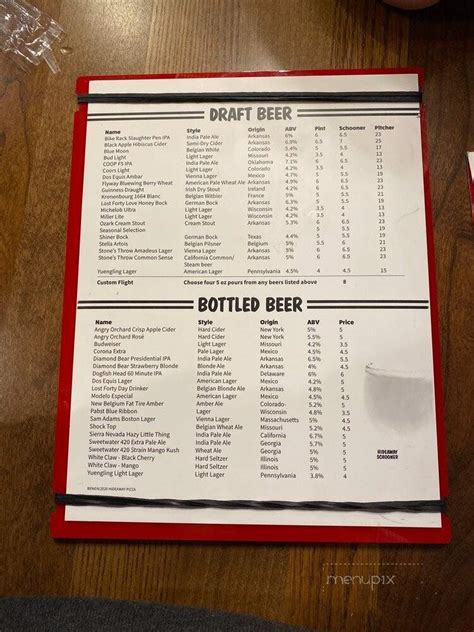 DRAFT BEER
Name Style Origin ABV Pint Schooner Pitcher
Bike Rack Slaughter Pen IPA India Pale Ale Arkansas 6% 6 6.5 23
Black Apple Hibiscus Cider Semi-Dry Cider Arkansas 6.5 7 25
Blue Moon Belgian White Colorado 5.4% 5 5.5 17
Bud Light Light Lager Missouri 4.2% 3.5 4 13
COOP F5 IPA India Pale Ale Oklahoma 7.1% 6 6.5 23
Coors Light Light Lager Colorado 4.2% 3.5 4 13
Dos Equis Ambar Vienna Lager Mexico 4.7% 5 5.5 19
Flyway Bluewing Berry Wheat American Pale Wheat Ale Arkansas 4.9% 6 6.5 23
Guinness Draught Irish Dry Stout Ireland 4.2% 6 6.5 23
Kronenbourg 1664 Blanc Belgian Witbier France 5% 5.5 21
Lost Forty Love Honey Bock German Bock Arkansas 6 6.5 23
Michelob Ultra Light Lager Wisconsin 4.2% 3.5 4 13
Miller Lite Light Lager Wisconsin 4.2% 3.5 4 13
Ozark Cream Stout Cream Stout Arkansas 6 6.5 23
Seasonal Selection 5 5.5 19
Shiner Bock German Bock Texas 4.4% 5 5.5 19
Stella Artois Belgian Pilsner Belgium 5% 5.5 6 21
Stone's Throw Amadeus Lager Vienna Lager Arkansas 5% 6 6.5 23
Stone's Throw Common Sense California Common/ Arkansas 6 6.5 23
Steam beer
Yuengling Lager American Lager Pennsylvania 4.5% 4 4.5 15
Custom Flight Choose four 5 oz pours from any beers listed above 8
BOTTLED BEER
Name Style Origin ABV Price
Angry Orchard Crisp Apple Cider Hard Cider New York 5% 5
Angry Orchard Rosé Hard Cider New York 5.5% 5
Budweiser Light Lager Missouri 4.2% 3.5
Corona Extra Pale Lager Mexico 4.5% 4.5
Diamond Bear Presidential IPA India Pale Ale Arkansas 6.5% 5
Diamond Bear Strawberry Blonde Blonde Ale Arkansas 4% 4.5
Dogfish Head 60 Minute IPA India Pale Ale Delaware 6% 6
Dos Equis Lager American Lager Mexico 4.2% 5
Lost Forty Day Drinker Blonde Ale Arkansas 4.8% 5
Modelo Especial American Lager Mexico 4.5% 4.5
New Belgium Fat Tire Amber Amber Ale Colorado 5.2% 5
Pabst Blue Ribbon Lager Wisconsin 4.8% 3.5
Sam Adams Boston Lager Vienna Lager Massachusetts 5% 4.5
Shock Top Belgian Wheat Ale Missouri 5.2% 4.5
Sierra Nevada Hazy Little Thing India Pale Ale California 6.7% 5
Sweetwater 420 Extra Pale Ale India Pale Ale Georgia 5.7% 5
Sweetwater 420 Strain Mango Kush Wheat Ale Georgia 5% 5
White Claw - Black Cherry Hard Seltzer Illinois 5% 5
White Claw - Mango Hard Seltzer Illinois 5% 5
Yuengling Light Lager Light Lager Pennsylvania 3.8% 4
HIDEAWAY
SCHOONER
2020 HIDEAWAY PIZZA
menupix